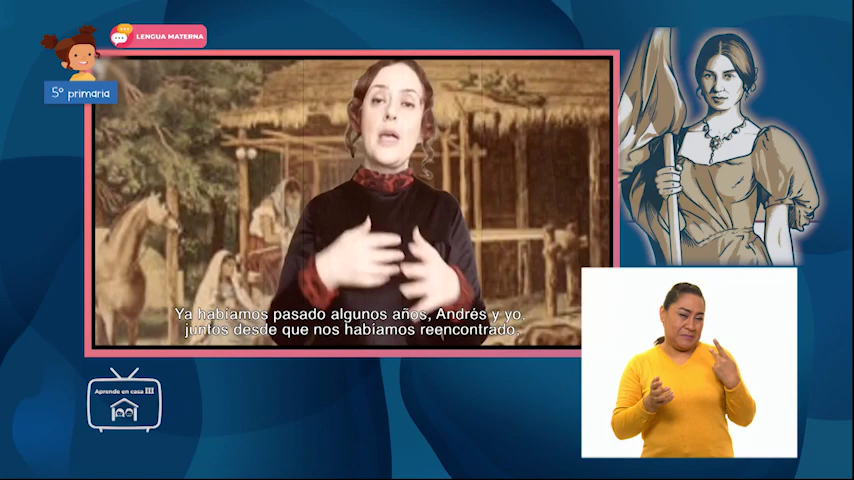 LENGUA MATERNA
5º primaria
Ya habíamos pasado algunos años, Andrés y yo,
juntos desde que nos habíamos reencontrado.
Aprende en casa III